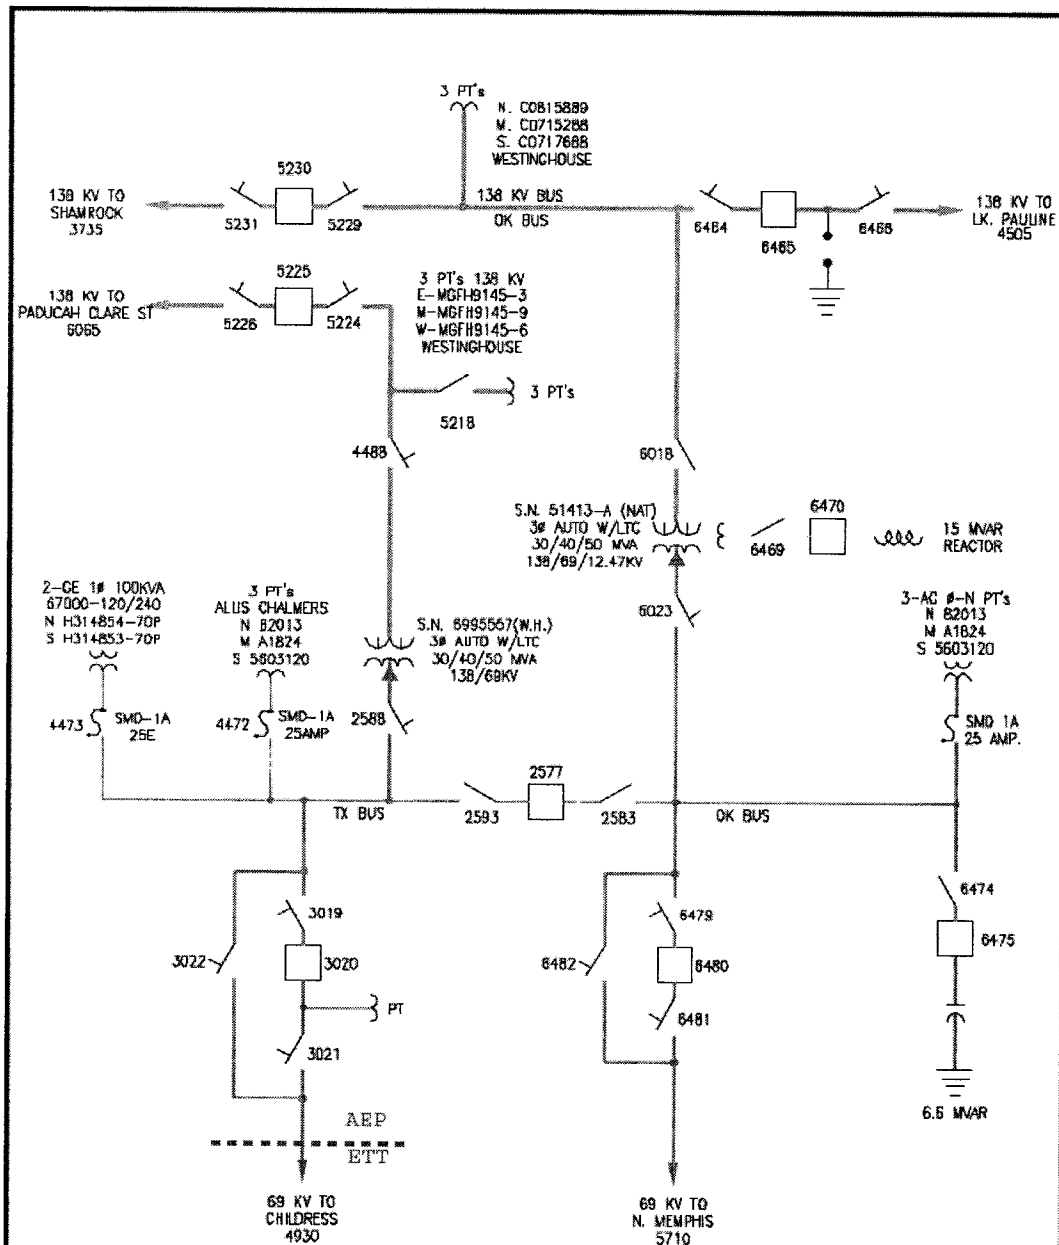 3 PT's
N. C0815889
M. C0715288
S. C0717688
WESTINGHOUSE
5230
138 KV TO
SHAMROCK
3735
5231
5229
138 KV BUS
OK BUS
6464
6465
6466
138 KV TO
LK. PAULINE
4505
5225
138 KV TO
PADUCAH CLARE ST
6065
5226
5224
3 PT's 138 KV
E-MGFH9145-3
M-MGFH9145-9
W-MGFH9145-6
WESTINGHOUSE
3 PT's
5218
4488
6018
S.N. 51413-A (NAT)
3ø AUTO W/LTC
30/40/50 MVA
138/69/12.47KV
6469
6470
15 MVAR
REACTOR
6023
2-GE 1ø 100KVA
67000-120/240
N H314854-70P
S H314853-70P
3 PT's
ALLIS CHALMERS
N 82013
M A1824
S 5603120
S.N. 6995567(W.H.)
3ø AUTO W/LTC
30/40/50 MVA
138/69KV
3-AC ø-N PT's
N 82013
M A1824
S 5603120
4473
SMD-1A
25E
4472
SMD-1A
25AMP
2588
SMD 1A
25 AMP.
2577
TX BUS
2593
2583
OK BUS
3019
3022
3020
PT
3021
6479
6482
6480
6481
6474
6475
6.6 MVAR
AEP
ETT
69 KV TO
CHILDRESS
4930
69 KV TO
N. MEMPHIS
5710